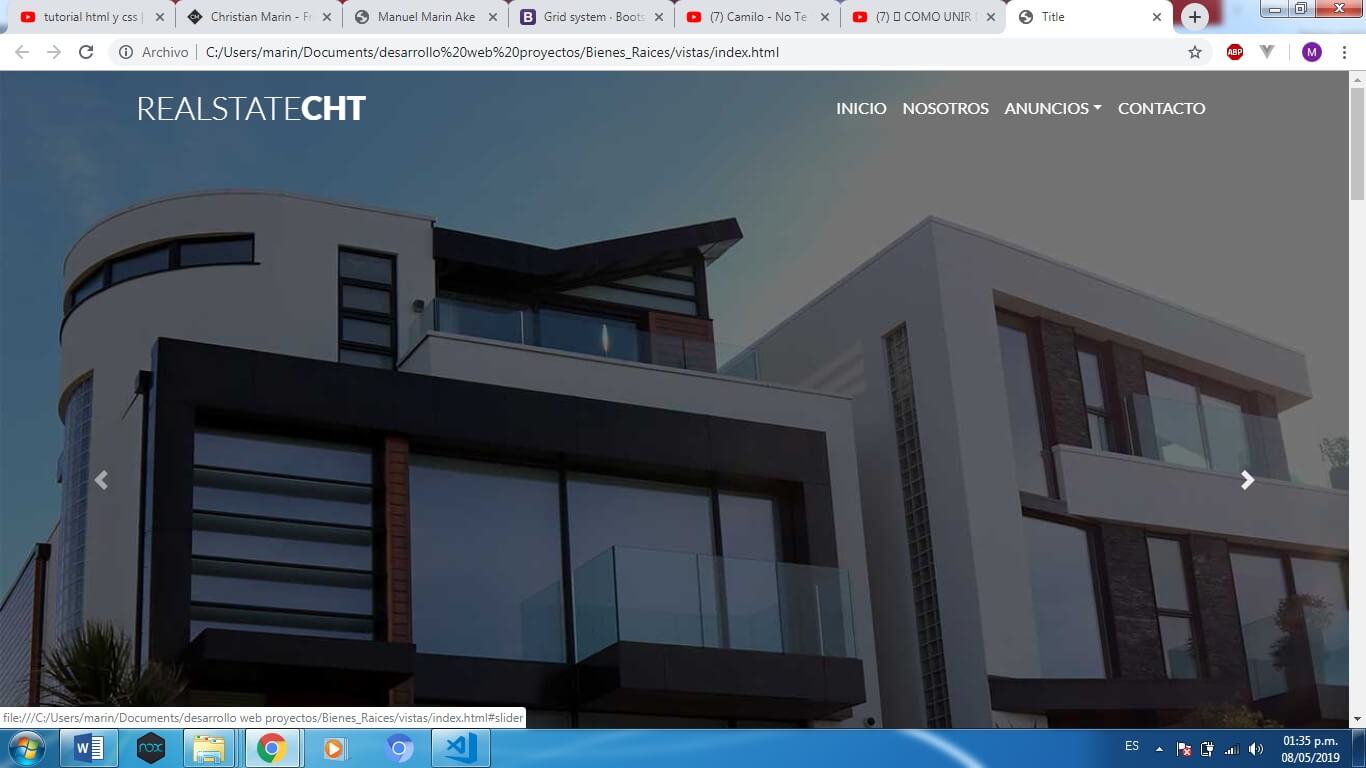 tutorial html y css |
Christian Marin - Fr
Manuel Marin Ake
Grid system · Boots
(7) Camilo - No Te
(7) COMO UNIR
Title
Archivo | C:/Users/marin/Documents/desarrollo%20web%20proyectos/Bienes_Raices/vistas/index.html
ABP
M
REALSTATECHT
INICIO NOSOTROS ANUNCIOS CONTACTO
file:///C:/Users/marin/Documents/desarrollo web proyectos/Bienes_Raices/vistas/index.html#slider
nox
ES
01:35 p.m.
08/05/2019